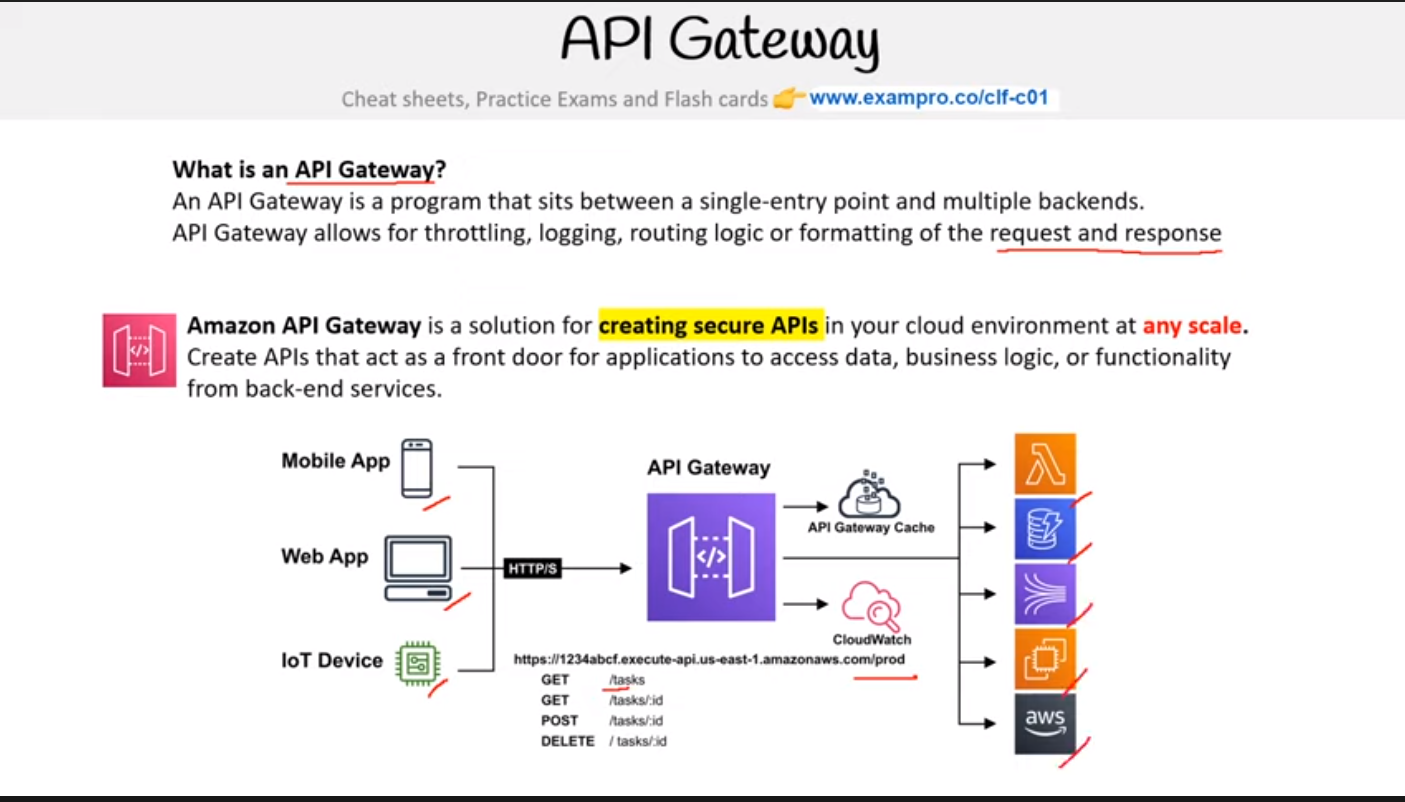 API Gateway
Cheat sheets, Practice Exams and Flash cards 👉 www.exampro.co/clf-c01
What is an API Gateway?
An API Gateway is a program that sits between a single-entry point and multiple backends.
API Gateway allows for throttling, logging, routing logic or formatting of the request and response
Amazon API Gateway is a solution for creating secure APIs in your cloud environment at any scale.
Create APIs that act as a front door for applications to access data, business logic, or functionality
from back-end services.
Mobile App
Web App
IoT Device
HTTP/S
API Gateway
</>
API Gateway Cache
CloudWatch
https://1234abcf.execute-api.us-east-1.amazonaws.com/prod
GET /tasks
GET /tasks/:id
POST /tasks/:id
DELETE / tasks/:id
aws